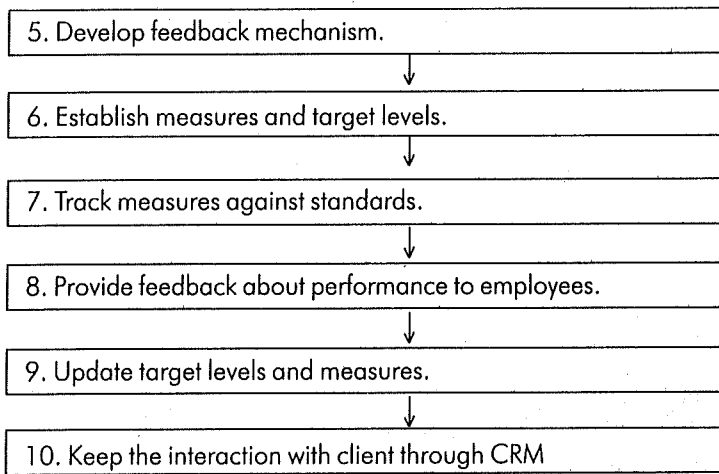 5. Develop feedback mechanism.
6. Establish measures and target levels.
7. Track measures against standards.
8. Provide feedback about performance to employees.
9. Update target levels and measures.
10. Keep the interaction with client through CRM